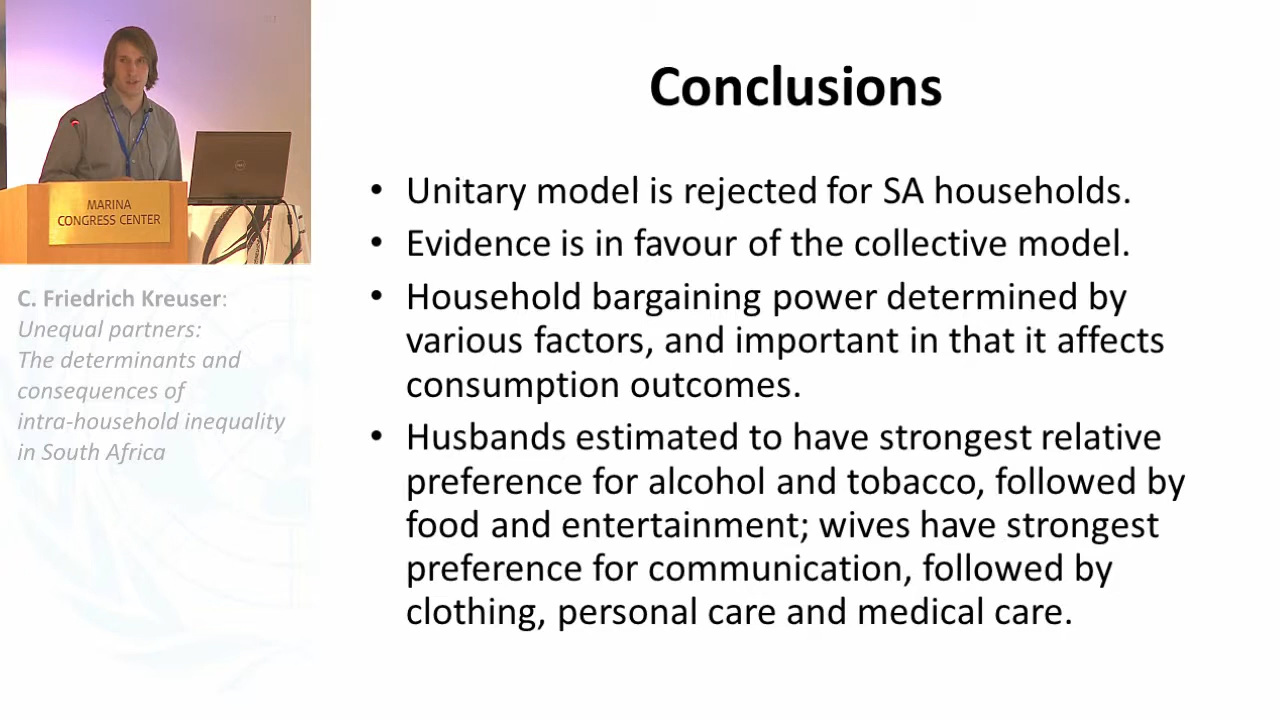 MARINA
CONGRESS CENTER
C. Friedrich Kreuser:
Unequal partners:
The determinants and
consequences of
intra-household inequality
in South Africa
Conclusions
• Unitary model is rejected for SA households.
• Evidence is in favour of the collective model.
• Household bargaining power determined by
various factors, and important in that it affects
consumption outcomes.
• Husbands estimated to have strongest relative
preference for alcohol and tobacco, followed by
food and entertainment; wives have strongest
preference for communication, followed by
clothing, personal care and medical care.